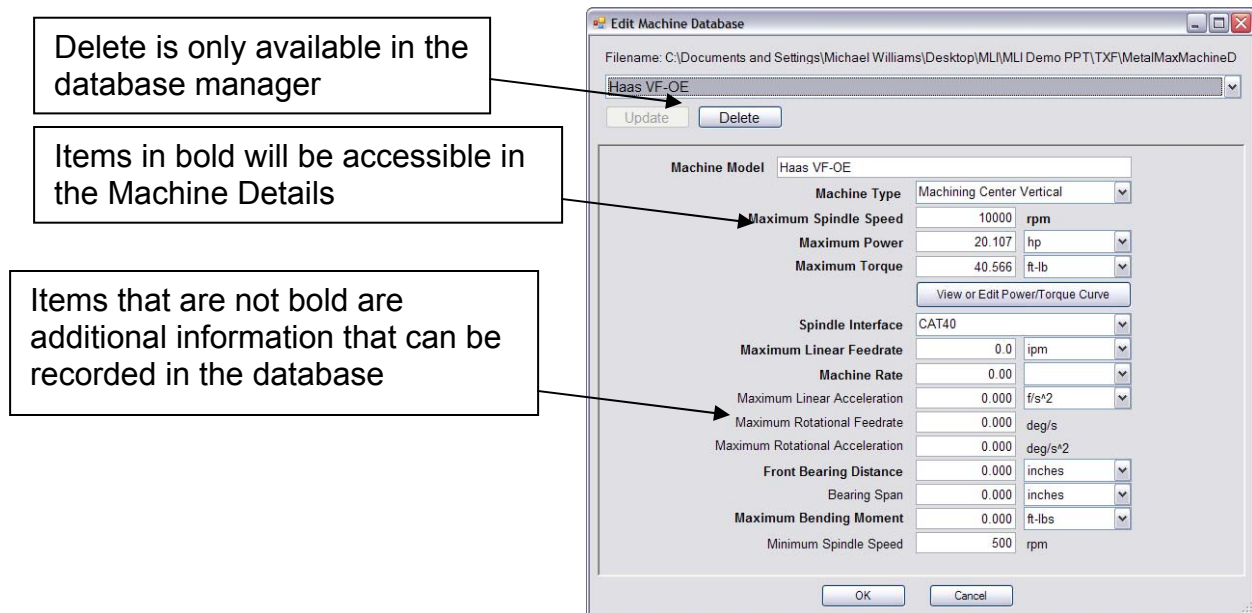 Delete is only available in the
database manager
Items in bold will be accessible in
the Machine Details
Items that are not bold are
additional information that can be
recorded in the database
Edit Machine Database
Filename: C:\Documents and Settings\Michael Williams\Desktop\MLI\MLI Demo PPT\TXF\MetalMaxMachineD
Haas VF-OE
Update Delete
Machine Model Haas VF-OE
Machine Type Machining Center Vertical
Maximum Spindle Speed 10000 rpm
Maximum Power 20.107 hp
Maximum Torque 40.566 ft-lb
View or Edit Power/Torque Curve
Spindle Interface CAT40
Maximum Linear Feedrate 0.0 ipm
Machine Rate 0.00
Maximum Linear Acceleration 0.000 f/s^2
Maximum Rotational Feedrate 0.000 deg/s
Maximum Rotational Acceleration 0.000 deg/s^2
Front Bearing Distance 0.000 inches
Bearing Span 0.000 inches
Maximum Bending Moment 0.000 ft-lbs
Minimum Spindle Speed 500 rpm
OK Cancel